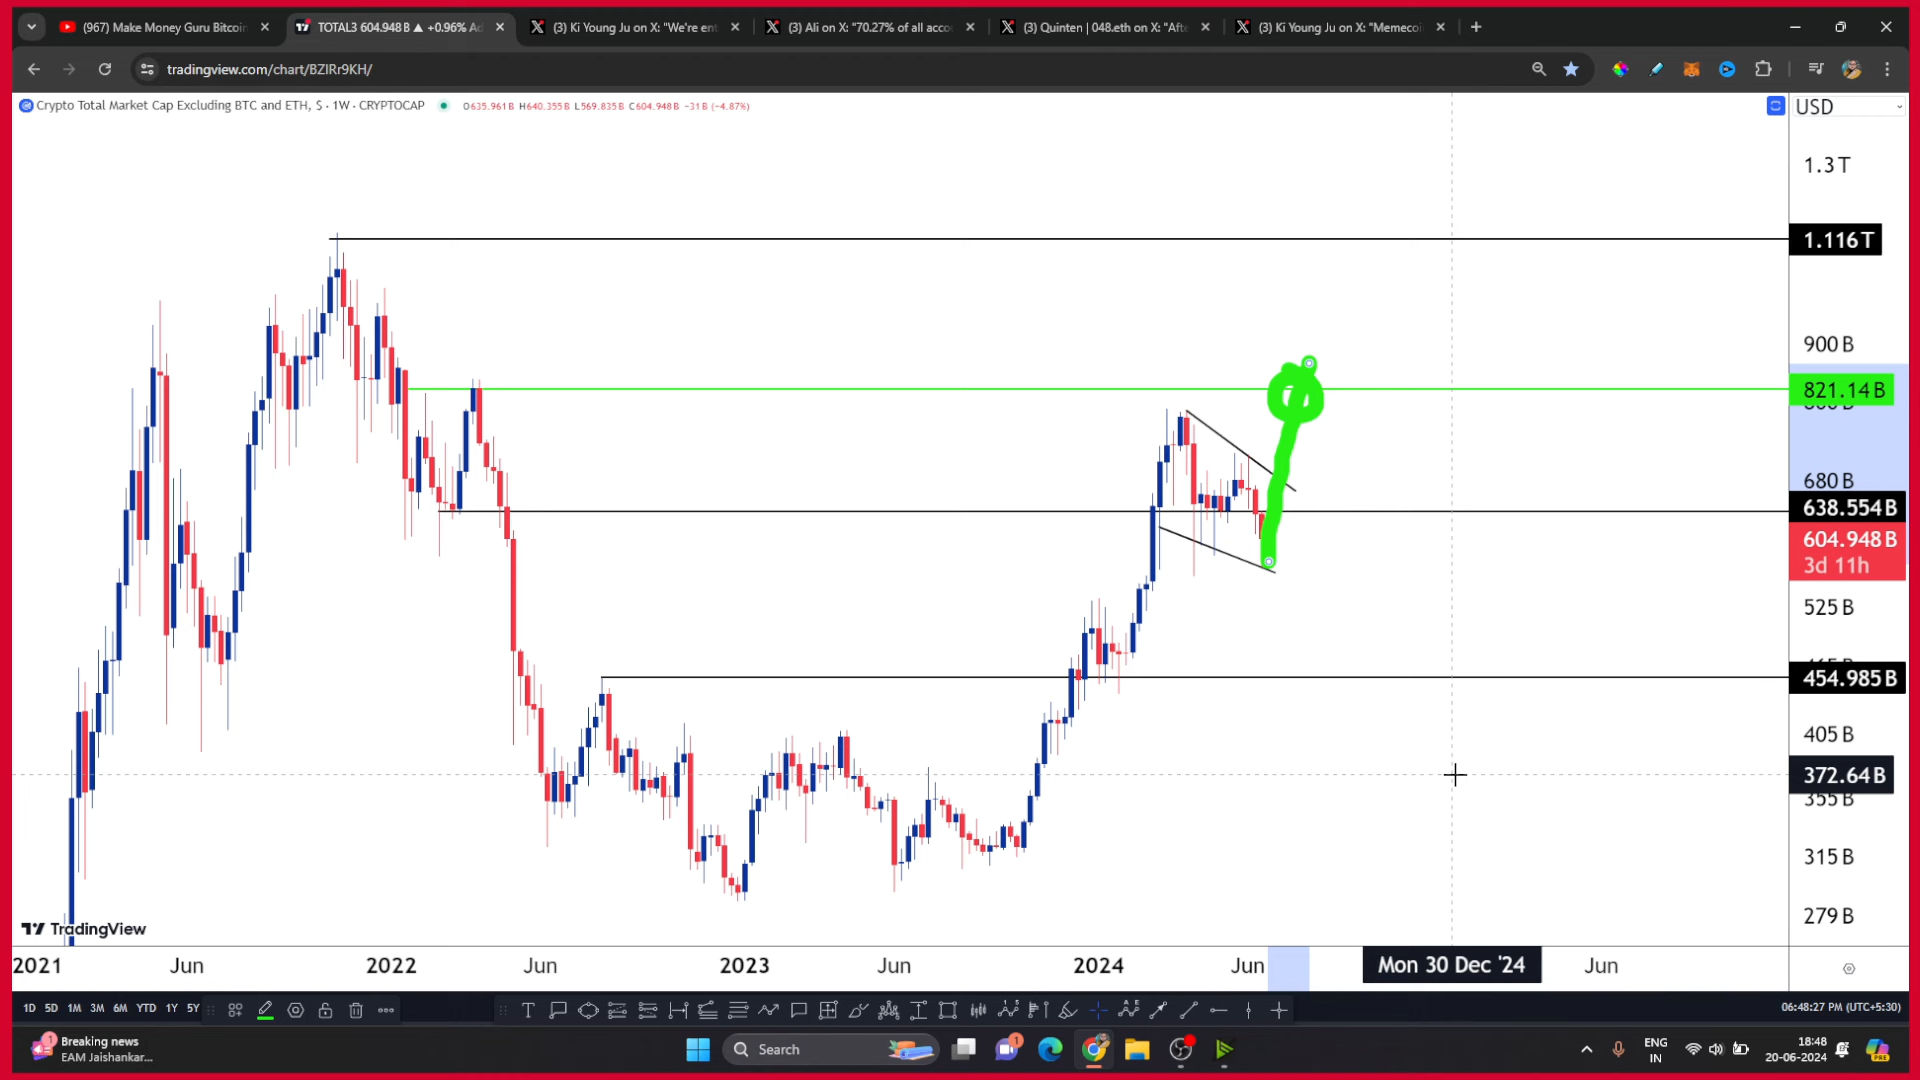 (967) Make Money Guru Bitcoin
TOTAL3 604.948 B ▲ +0.96%
(3) Ki Young Ju on X: "We're ent
(3) Ali on X: "70.27% of all acco
(3) Quinten | 048.eth on X: "Afte
(3) Ki Young Ju on X: "Memecoi
tradingview.com/chart/BZIRr9KH/
Crypto Total Market Cap Excluding BTC and ETH, $ · 1W · CRYPTOCAP
O635.961B H640.355B L569.835B C604.948B −31B (−4.87%)
USD
1.3 T
1.116 T
900 B
821.14 B
680 B
638.554 B
604.948 B
3d 11h
525 B
454.985 B
405 B
372.64 B
355 B
315 B
279 B
TradingView
2021 Jun 2022 Jun 2023 Jun 2024 Jun Mon 30 Dec '24 Jun
1D 5D 1M 3M 6M YTD 1Y 5Y
06:48:27 PM (UTC+5:30)
Breaking news
EAM Jaishankar...
Search
ENG
IN
18:48
20-06-2024